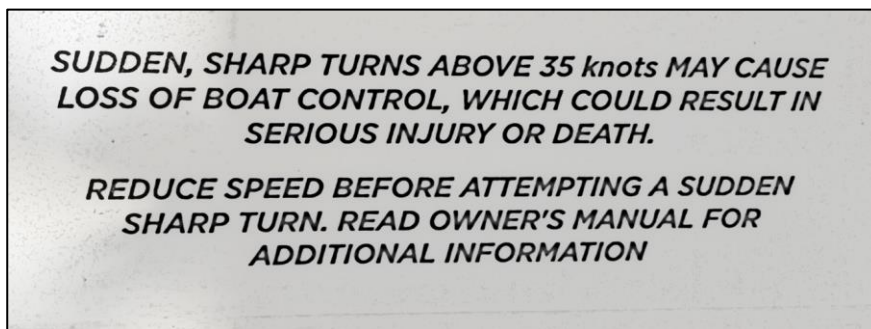 SUDDEN, SHARP TURNS ABOVE 35 knots MAY CAUSE
LOSS OF BOAT CONTROL, WHICH COULD RESULT IN
SERIOUS INJURY OR DEATH.
REDUCE SPEED BEFORE ATTEMPTING A SUDDEN
SHARP TURN. READ OWNER'S MANUAL FOR
ADDITIONAL INFORMATION